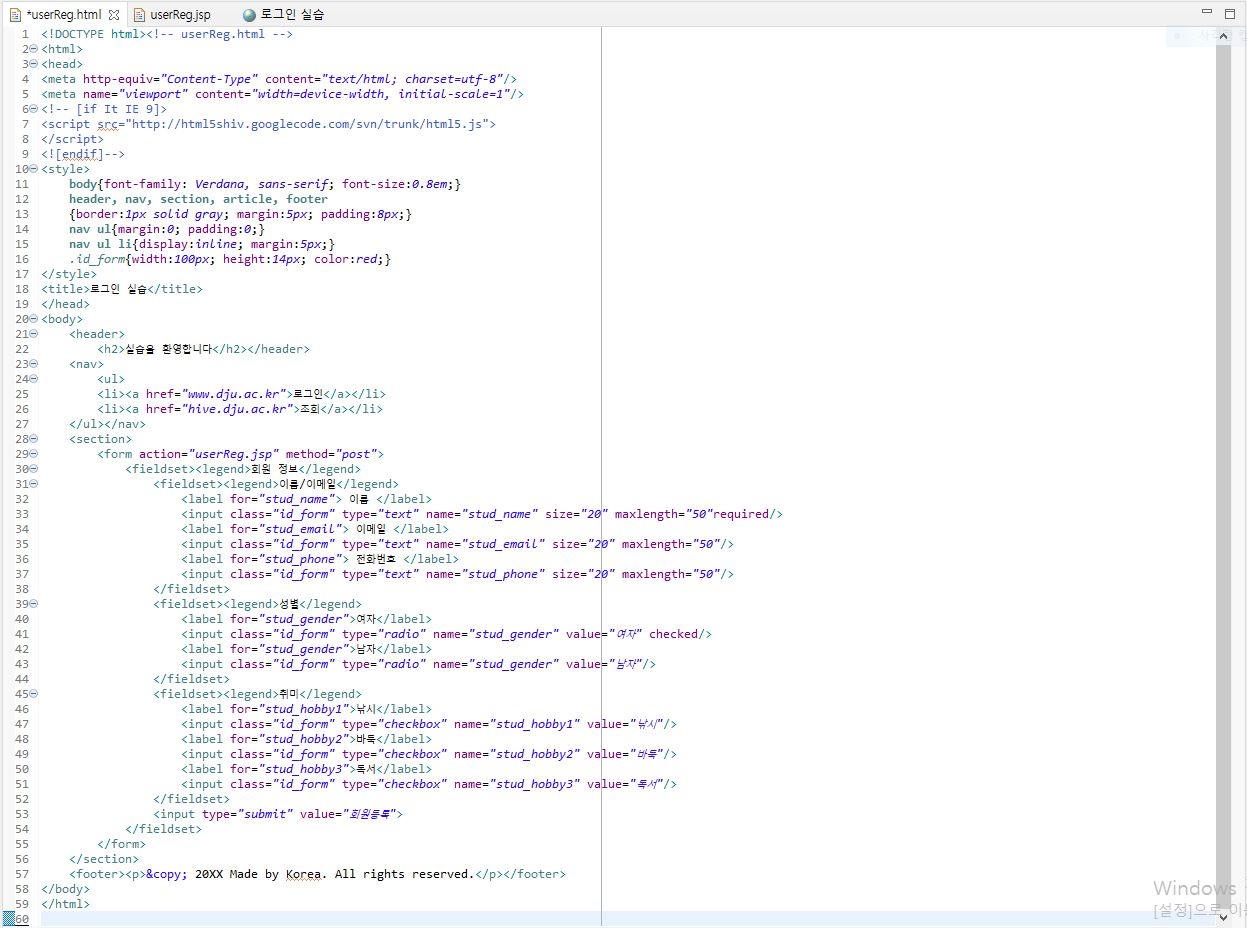 *userReg.html
userReg.jsp
로그인 실습
1 <!DOCTYPE html><!-- userReg.html -->
2 <html>
3 <head>
4 <meta http-equiv="Content-Type" content="text/html; charset=utf-8"/>
5 <meta name="viewport" content="width=device-width, initial-scale=1"/>
6 <!-- [if It IE 9]>
7 <script src="http://html5shiv.googlecode.com/svn/trunk/html5.js">
8 </script>
9 <![endif]-->
10 <style>
11 body{font-family: Verdana, sans-serif; font-size:0.8em;}
12 header, nav, section, article, footer
13 {border:1px solid gray; margin:5px; padding:8px;}
14 nav ul{margin:0; padding:0;}
15 nav ul li{display:inline; margin:5px;}
16 .id_form{width:100px; height:14px; color:red;}
17 </style>
18 <title>로그인 실습</title>
19 </head>
20 <body>
21 <header>
22 <h2>실습을 환영합니다</h2></header>
23 <nav>
24 <ul>
25 <li><a href="www.dju.ac.kr">로그인</a></li>
26 <li><a href="hive.dju.ac.kr">조회</a></li>
27 </ul></nav>
28 <section>
29 <form action="userReg.jsp" method="post">
30 <fieldset><legend>회원 정보</legend>
31 <fieldset><legend>이름/이메일</legend>
32 <label for="stud_name"> 이름 </label>
33 <input class="id_form" type="text" name="stud_name" size="20" maxlength="50"required/>
34 <label for="stud_email"> 이메일 </label>
35 <input class="id_form" type="text" name="stud_email" size="20" maxlength="50"/>
36 <label for="stud_phone"> 전화번호 </label>
37 <input class="id_form" type="text" name="stud_phone" size="20" maxlength="50"/>
38 </fieldset>
39 <fieldset><legend>성별</legend>
40 <label for="stud_gender">여자</label>
41 <input class="id_form" type="radio" name="stud_gender" value="여자" checked/>
42 <label for="stud_gender">남자</label>
43 <input class="id_form" type="radio" name="stud_gender" value="남자"/>
44 </fieldset>
45 <fieldset><legend>취미</legend>
46 <label for="stud_hobby1">낚시</label>
47 <input class="id_form" type="checkbox" name="stud_hobby1" value="낚시"/>
48 <label for="stud_hobby2">바둑</label>
49 <input class="id_form" type="checkbox" name="stud_hobby2" value="바둑"/>
50 <label for="stud_hobby3">독서</label>
51 <input class="id_form" type="checkbox" name="stud_hobby3" value="독서"/>
52 </fieldset>
53 <input type="submit" value="회원등록">
54 </fieldset>
55 </form>
56 </section>
57 <footer><p>&copy; 20XX Made by Korea. All rights reserved.</p></footer>
58 </body>
59 </html>
60
Windows
[설정]으로